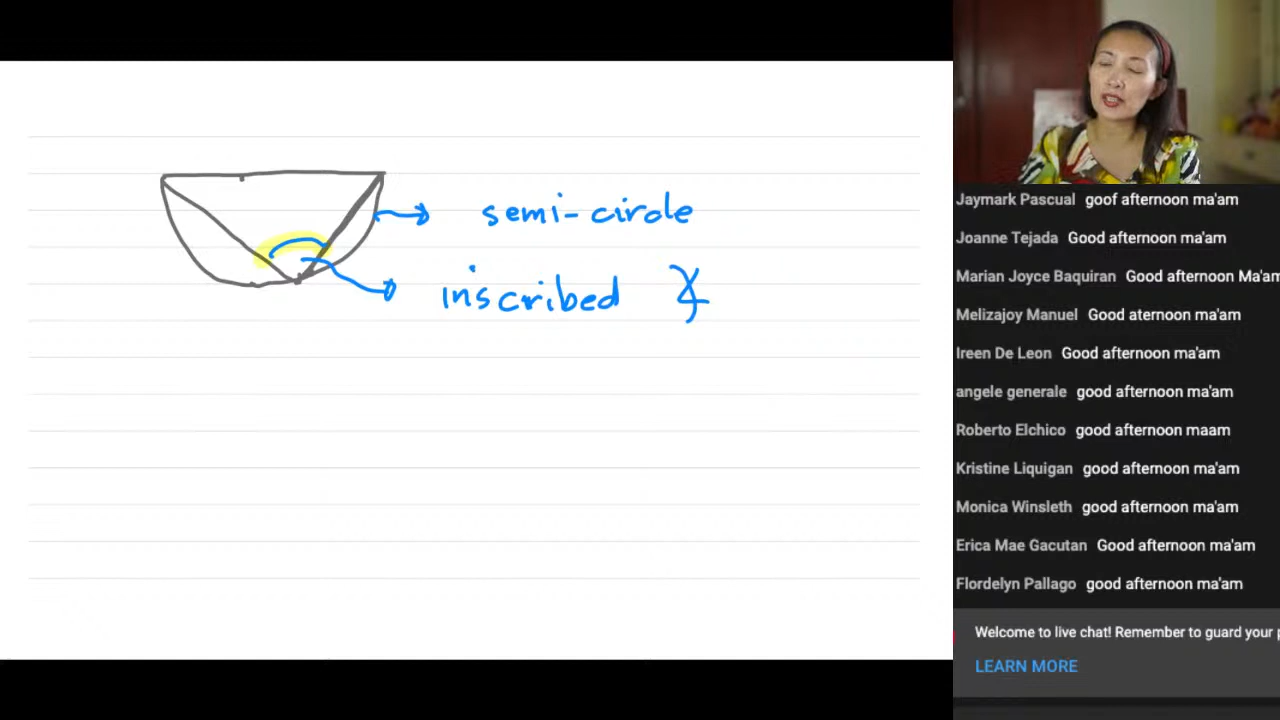 semi-circle
inscribed ∡
Jaymark Pascual goof afternoon ma'am
Joanne Tejada Good afternoon ma'am
Marian Joyce Baquiran Good afternoon Ma'am
Melizajoy Manuel Good afternoon ma'am
Ireen De Leon Good afternoon ma'am
angele generale good afternoon ma'am
Roberto Elchico good afternoon maam
Kristine Liquigan good afternoon ma'am
Monica Winsleth good afternoon ma'am
Erica Mae Gacutan Good afternoon ma'am
Flordelyn Pallago good afternoon ma'am
Welcome to live chat! Remember to guard your
LEARN MORE